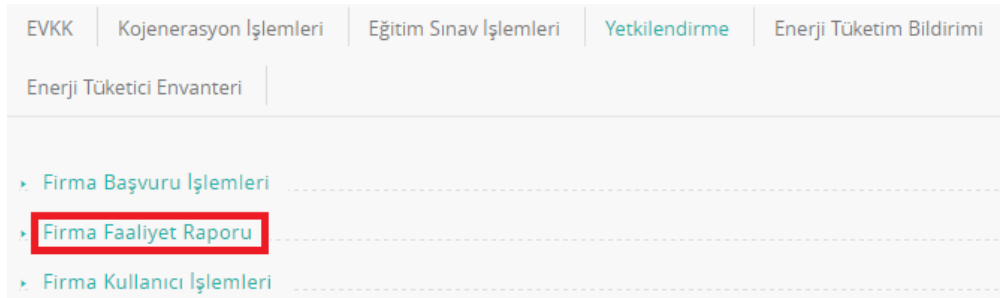 EVKK Kojenerasyon İşlemleri Eğitim Sınav İşlemleri Yetkilendirme Enerji Tüketim Bildirimi
Enerji Tüketici Envanteri
Firma Başvuru İşlemleri
Firma Faaliyet Raporu
Firma Kullanıcı İşlemleri